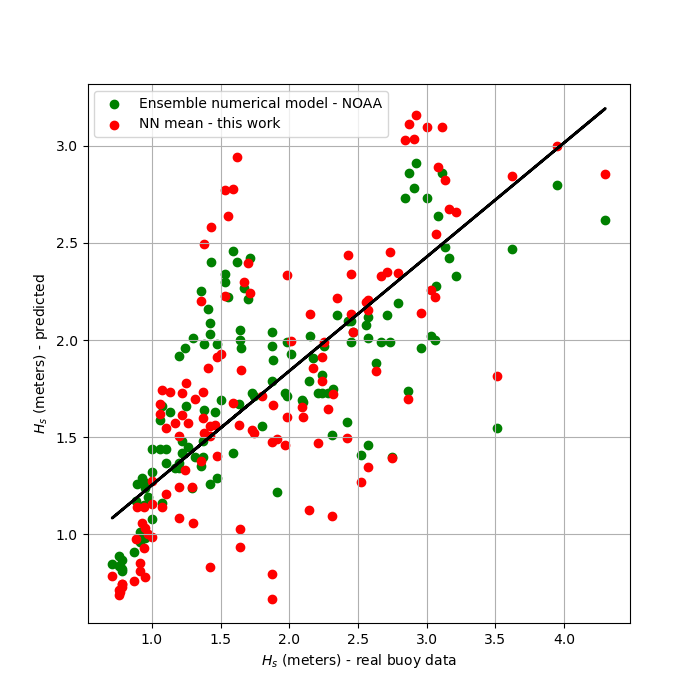 Ensemble numerical model - NOAA
NN mean - this work
3.0
2.5
2.0
1.5
1.0
H_s (meters) - predicted
1.0 1.5 2.0 2.5 3.0 3.5 4.0
H_s (meters) - real buoy data